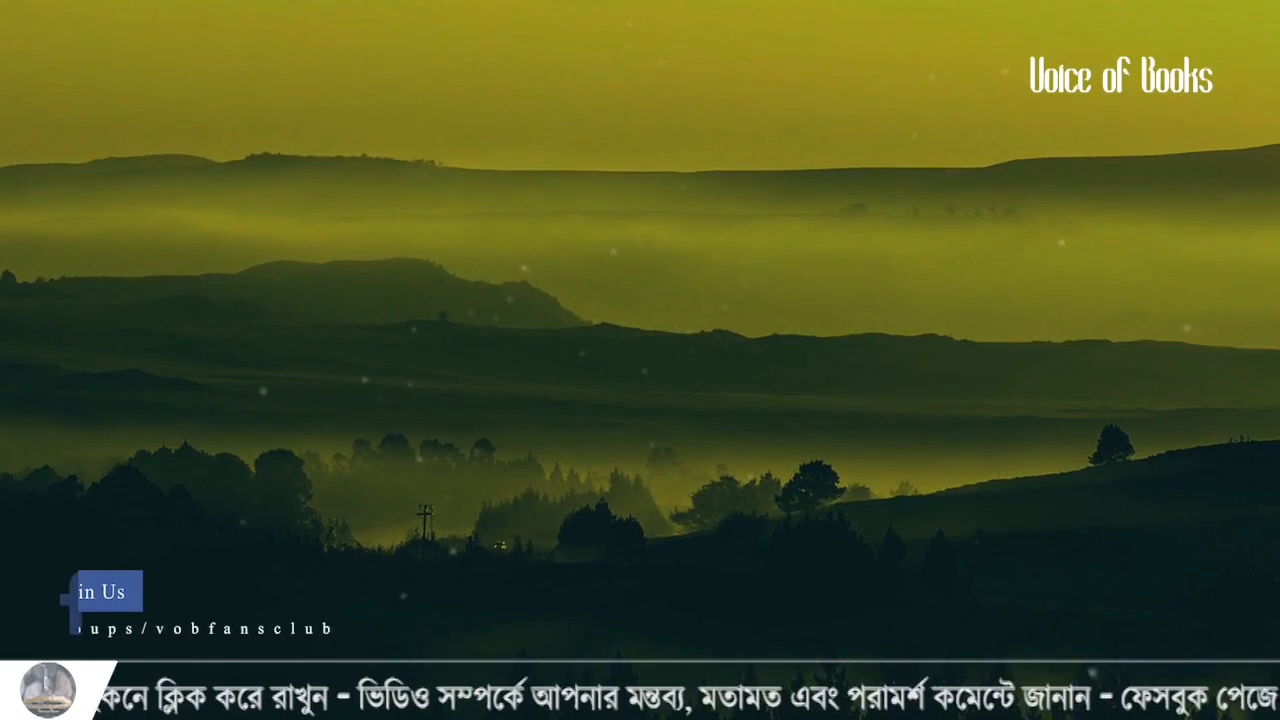 Voice of Books
in Us
ups/vobfansclub
ক্লিক করে রাখুন - ভিডিও সম্পর্কে আপনার মন্তব্য, মতামত এবং পরামর্শ কমেন্টে জানান - ফেসবুক পেজে